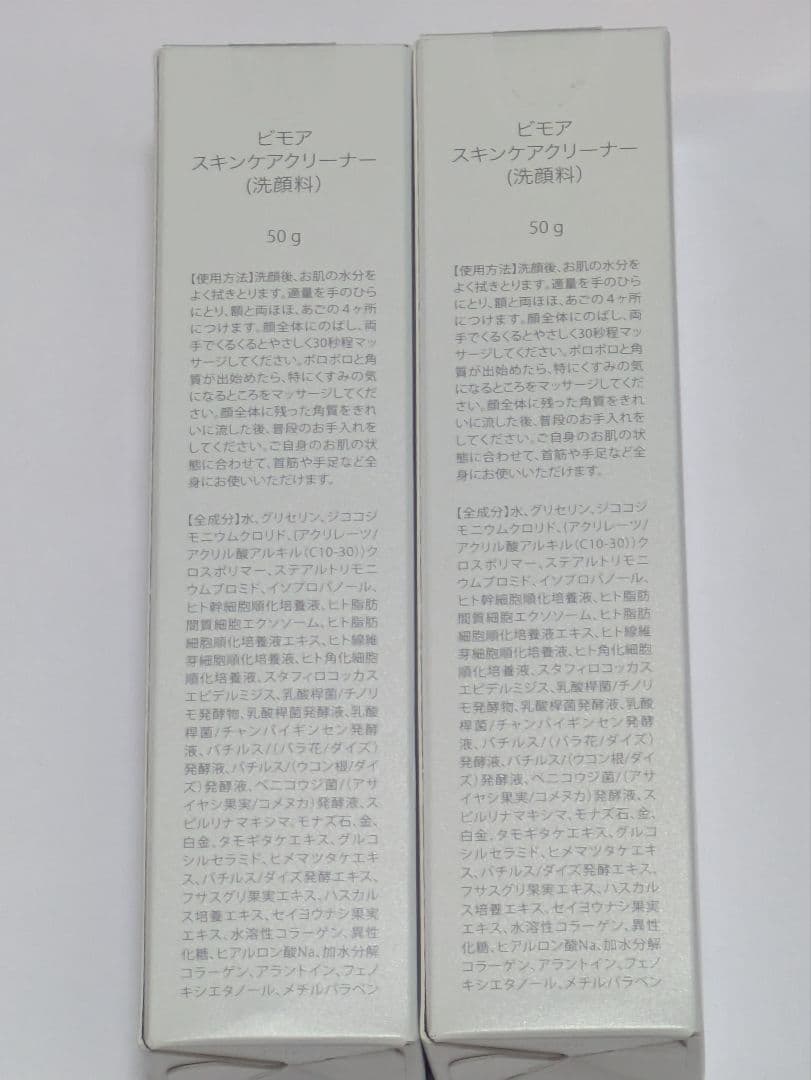 ビモア
スキンケアクリーナー
(洗顔料)
50 g
【使用方法】洗顔後、お肌の水分を
よく拭きとります。適量を手のひら
にとり、額と両ほほ、あごの4ヶ所
につけます。顔全体にのばし、両
手でくるくるとやさしく30秒程マッ
サージしてください。ポロポロと角
質が出始めたら、特にくすみの気
になるところをマッサージしてくだ
さい。顔全体に残った角質をきれ
いに流した後、普段のお手入れを
してください。ご自身のお肌の状
態に合わせて、首筋や手足など全
身にお使いいただけます。
【全成分】水、グリセリン、ジココジ
モニウムクロリド、(アクリレーツ/
アクリル酸アルキル(C10-30))ク
ロスポリマー、ステアルトリモニ
ウムブロミド、イソプロパノール、
ヒト幹細胞順化培養液、ヒト脂肪
間質細胞エクソソーム、ヒト脂肪
細胞順化培養液エキス、ヒト線維
芽細胞順化培養液、ヒト角化細胞
順化培養液、スタフィロコッカス
エピデルミジス、乳酸桿菌/チノリ
モ発酵物、乳酸桿菌発酵液、乳酸
桿菌/チャンパイギンセン発酵
液、バチルス/(バラ花/ダイズ)
発酵液、バチルス/(ウコン根/ダイ
ズ)発酵液、ベニコウジ菌/(アサ
イヤシ果実/コメヌカ)発酵液、ス
ピルリナマキシマ、モナズ石、金、
白金、タモギタケエキス、グルコ
シルセラミド、ヒメマツタケエキ
ス、バチルス/ダイズ発酵エキス、
フサスグリ果実エキス、ハスカル
ス培養エキス、セイヨウナシ果実
エキス、水溶性コラーゲン、異性
化糖、ヒアルロン酸Na、加水分解
コラーゲン、アラントイン、フェノ
キシエタノール、メチルパラベン
ビモア
スキンケアクリーナー
(洗顔料)
50 g
【使用方法】洗顔後、お肌の水分を
よく拭きとります。適量を手のひら
にとり、額と両ほほ、あごの4ヶ所
につけます。顔全体にのばし、両
手でくるくるとやさしく30秒程マッ
サージしてください。ポロポロと角
質が出始めたら、特にくすみの気
になるところをマッサージしてくだ
さい。顔全体に残った角質をきれ
いに流した後、普段のお手入れを
してください。ご自身のお肌の状
態に合わせて、首筋や手足など全
身にお使いいただけます。
【全成分】水、グリセリン、ジココジ
モニウムクロリド、(アクリレーツ/
アクリル酸アルキル(C10-30))ク
ロスポリマー、ステアルトリモニ
ウムブロミド、イソプロパノール、
ヒト幹細胞順化培養液、ヒト脂肪
間質細胞エクソソーム、ヒト脂肪
細胞順化培養液エキス、ヒト線維
芽細胞順化培養液、ヒト角化細胞
順化培養液、スタフィロコッカス
エピデルミジス、乳酸桿菌/チノリ
モ発酵物、乳酸桿菌発酵液、乳酸
桿菌/チャンパイギンセン発酵
液、バチルス/(バラ花/ダイズ)
発酵液、バチルス/(ウコン根/ダイ
ズ)発酵液、ベニコウジ菌/(アサ
イヤシ果実/コメヌカ)発酵液、ス
ピルリナマキシマ、モナズ石、金、
白金、タモギタケエキス、グルコ
シルセラミド、ヒメマツタケエキ
ス、バチルス/ダイズ発酵エキス、
フサスグリ果実エキス、ハスカル
ス培養エキス、セイヨウナシ果実
エキス、水溶性コラーゲン、異性
化糖、ヒアルロン酸Na、加水分解
コラーゲン、アラントイン、フェノ
キシエタノール、メチルパラベン